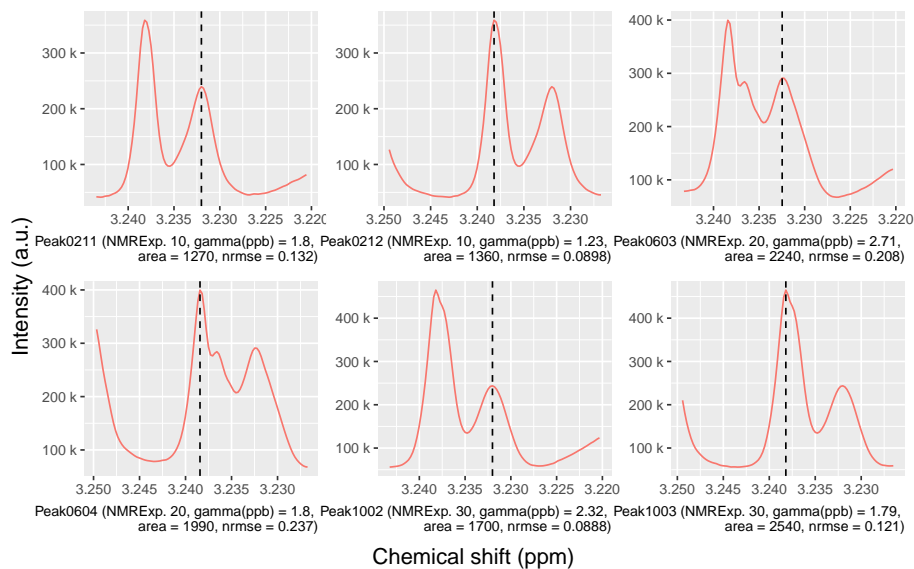 300 k
200 k
100 k
3.240 3.235 3.230 3.225 3.220
Peak0211 (NMRExp. 10, gamma(ppb) = 1.8,
area = 1270, nrmse = 0.132)
300 k
200 k
100 k
3.250 3.245 3.240 3.235 3.230
Peak0212 (NMRExp. 10, gamma(ppb) = 1.23,
area = 1360, nrmse = 0.0898)
400 k
300 k
200 k
100 k
3.240 3.235 3.230 3.225 3.220
Peak0603 (NMRExp. 20, gamma(ppb) = 2.71,
area = 2240, nrmse = 0.208)
Intensity (a.u.)
400 k
300 k
200 k
100 k
3.250 3.245 3.240 3.235 3.230
Peak0604 (NMRExp. 20, gamma(ppb) = 1.8,
area = 1990, nrmse = 0.237)
400 k
300 k
200 k
100 k
3.240 3.235 3.230 3.225 3.220
Peak1002 (NMRExp. 30, gamma(ppb) = 2.32,
area = 1700, nrmse = 0.0888)
400 k
300 k
200 k
100 k
3.250 3.245 3.240 3.235 3.230
Peak1003 (NMRExp. 30, gamma(ppb) = 1.79,
area = 2540, nrmse = 0.121)
Chemical shift (ppm)